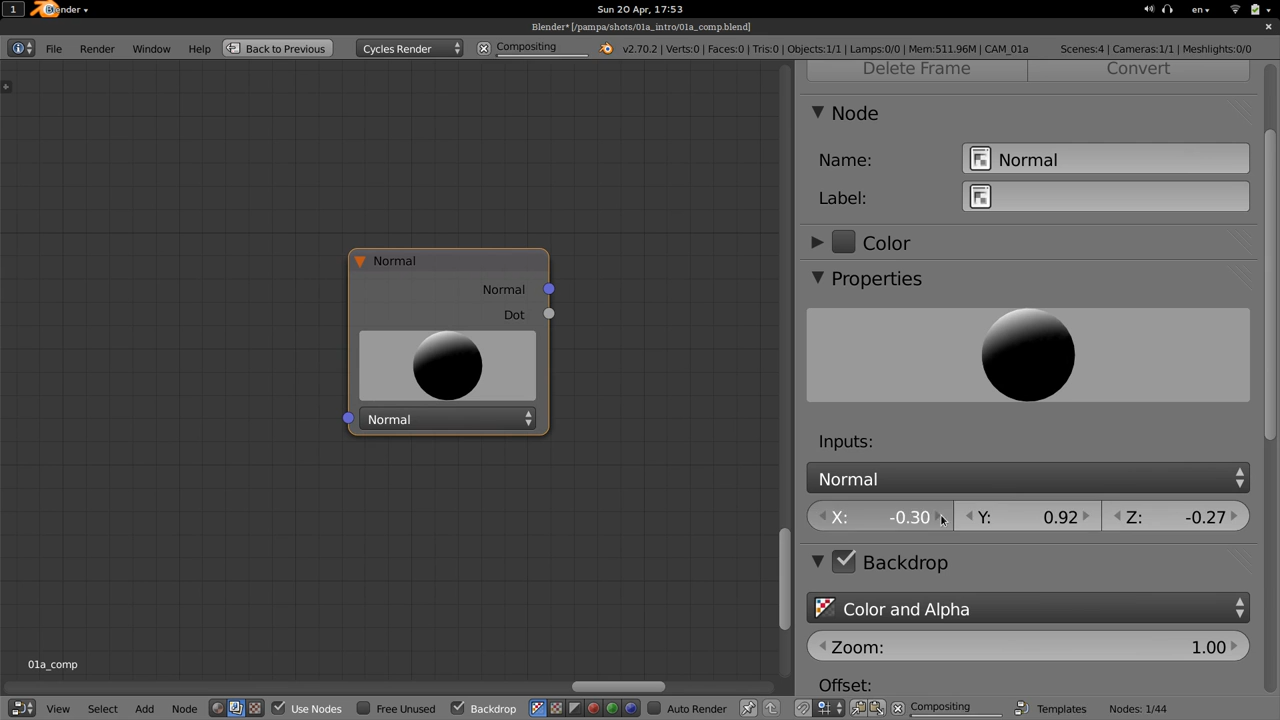 1 Blender Sun 20 Apr, 17:53 en
Blender* [/pampa/shots/01a_intro/01a_comp.blend]
File Render Window Help Back to Previous Cycles Render Compositing v2.70.2 | Verts:0 | Faces:0 | Tris:0 | Objects:1/1 | Lamps:0/0 | Mem:511.96M | CAM_01a Scenes:4 | Cameras:1/1 | Meshlights:0/0
Delete Frame Convert
Node
Name: Normal
Label:
Color
Properties
Inputs:
Normal
X: -0.30 Y: 0.92 Z: -0.27
Backdrop
Color and Alpha
Zoom: 1.00
Offset:
Normal
Normal
Dot
Normal
01a_comp
View Select Add Node Use Nodes Free Unused Backdrop Auto Render Compositing Templates Nodes: 1/44